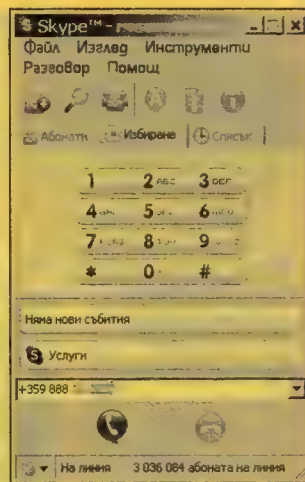 Skype™ -
Файл Изглед Инструменти
Разговор Помощ
Абонати Избиране Списък
1 2 ABC 3 DEF
4 5 6
7 8 9
* 0 #
Няма нови събития
Услуги
+359 888
На линия 3 036 084 абоната на линия